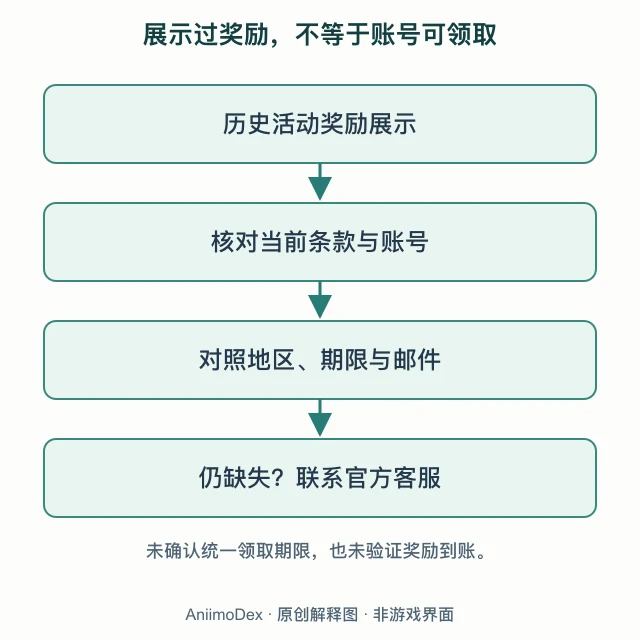 展示过奖励，不等于账号可领取
历史活动奖励展示
核对当前条款与账号
对照地区、期限与邮件
仍缺失？联系官方客服
未确认统一领取期限，也未验证奖励到账。
AniimoDex · 原创解释图 · 非游戏界面